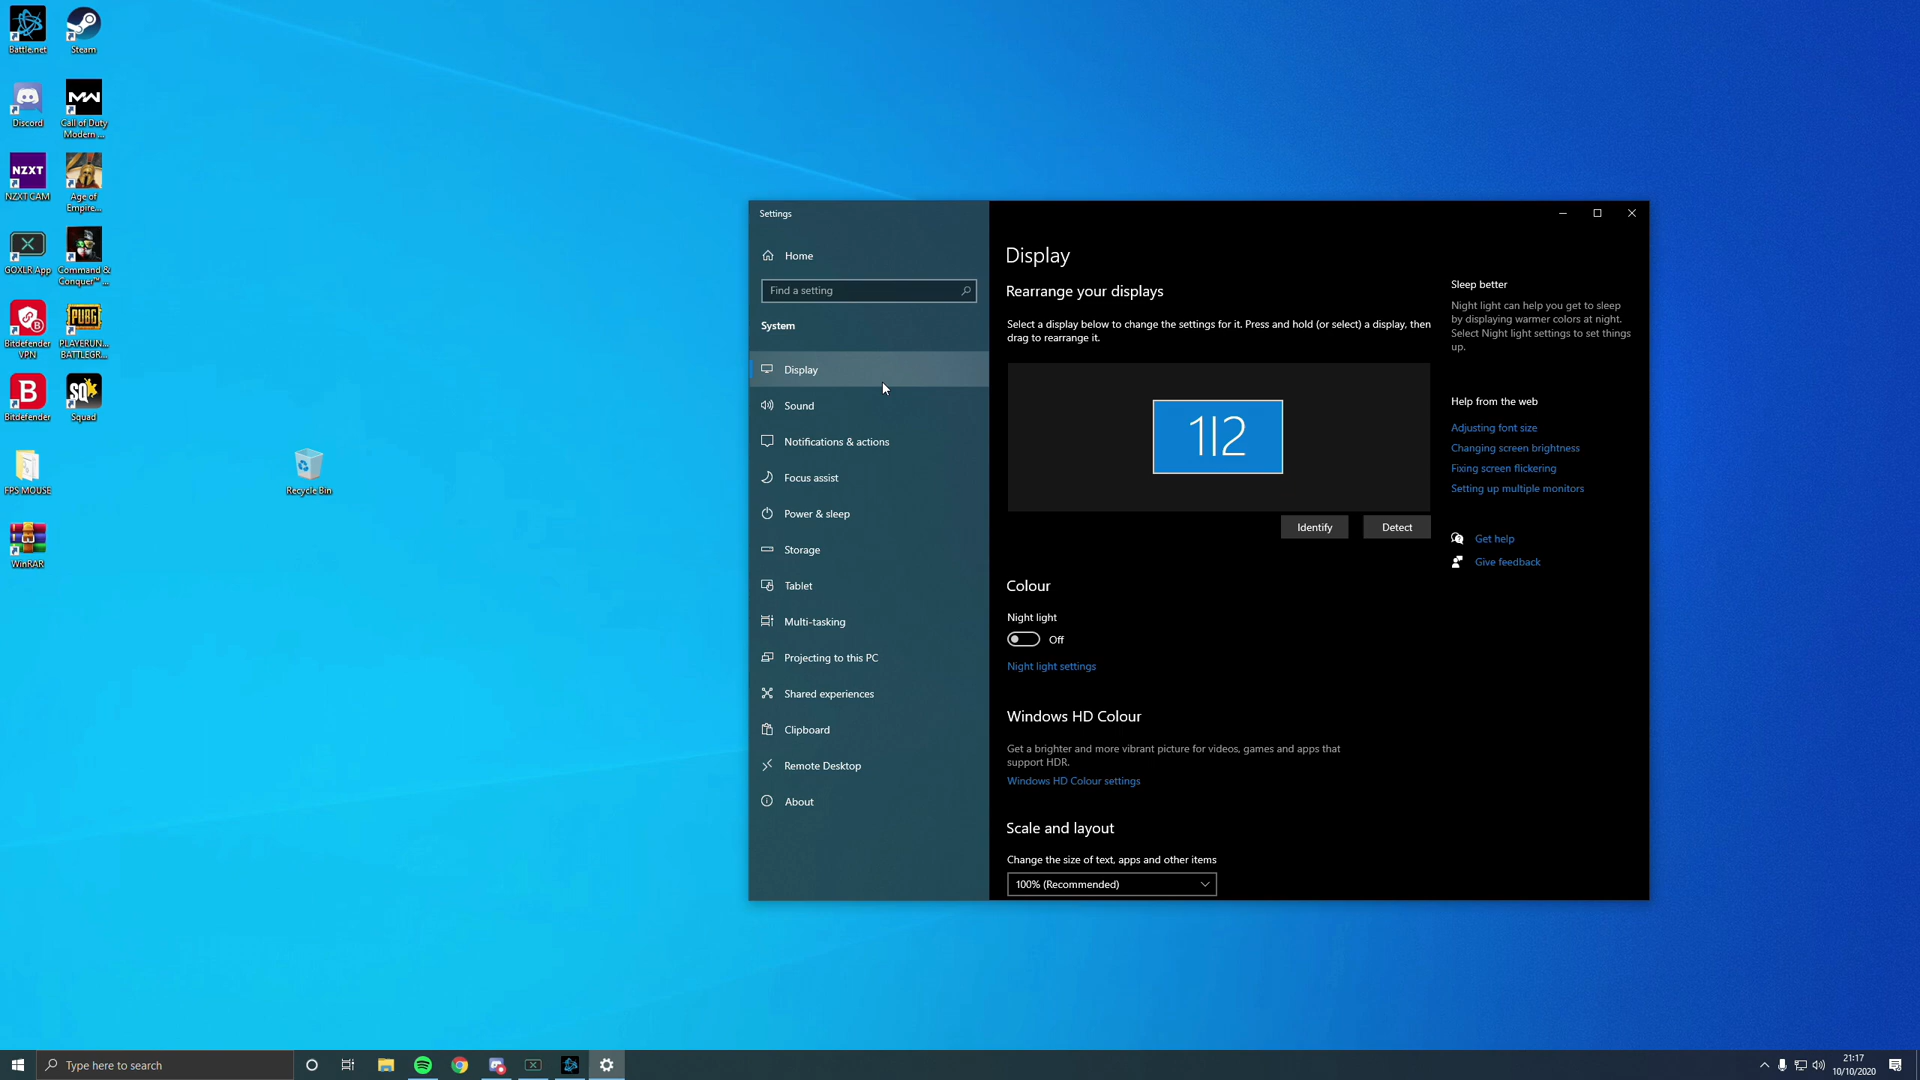 Battle.net
Steam
Discord
Call of Duty
Modern ...
NZXT
NZXT CAM
Age of
Empire...
GOXLR App
Command &
Conquer™ ...
Bitdefender
VPN
PUBG
PLAYERUN...
BATTLEGR...
Bitdefender
Squad
FPS MOUSE
Recycle Bin
WinRAR
Settings
Home
Find a setting
System
Display
Sound
Notifications & actions
Focus assist
Power & sleep
Storage
Tablet
Multi-tasking
Projecting to this PC
Shared experiences
Clipboard
Remote Desktop
About
Display
Rearrange your displays
Select a display below to change the settings for it. Press and hold (or select) a display, then
drag to rearrange it.
1|2
Identify
Detect
Colour
Night light
Off
Night light settings
Windows HD Colour
Get a brighter and more vibrant picture for videos, games and apps that
support HDR.
Windows HD Colour settings
Scale and layout
Change the size of text, apps and other items
100% (Recommended)
Sleep better
Night light can help you get to sleep
by displaying warmer colors at night.
Select Night light settings to set things
up.
Help from the web
Adjusting font size
Changing screen brightness
Fixing screen flickering
Setting up multiple monitors
Get help
Give feedback
Type here to search
21:17
10/10/2020